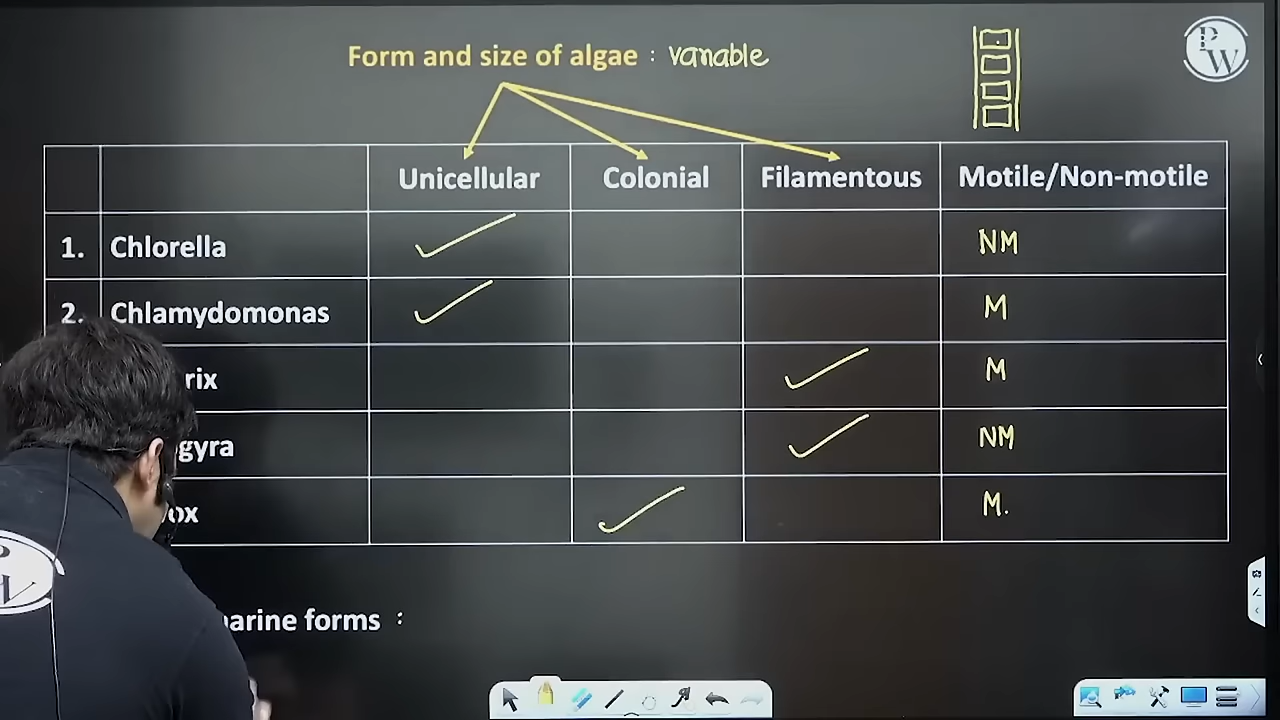 Form and size of algae : variable
PW
Unicellular Colonial Filamentous Motile/Non-motile
1. Chlorella NM
2. Chlamydomonas M
rix M
gyra NM
ox M.
arine forms :